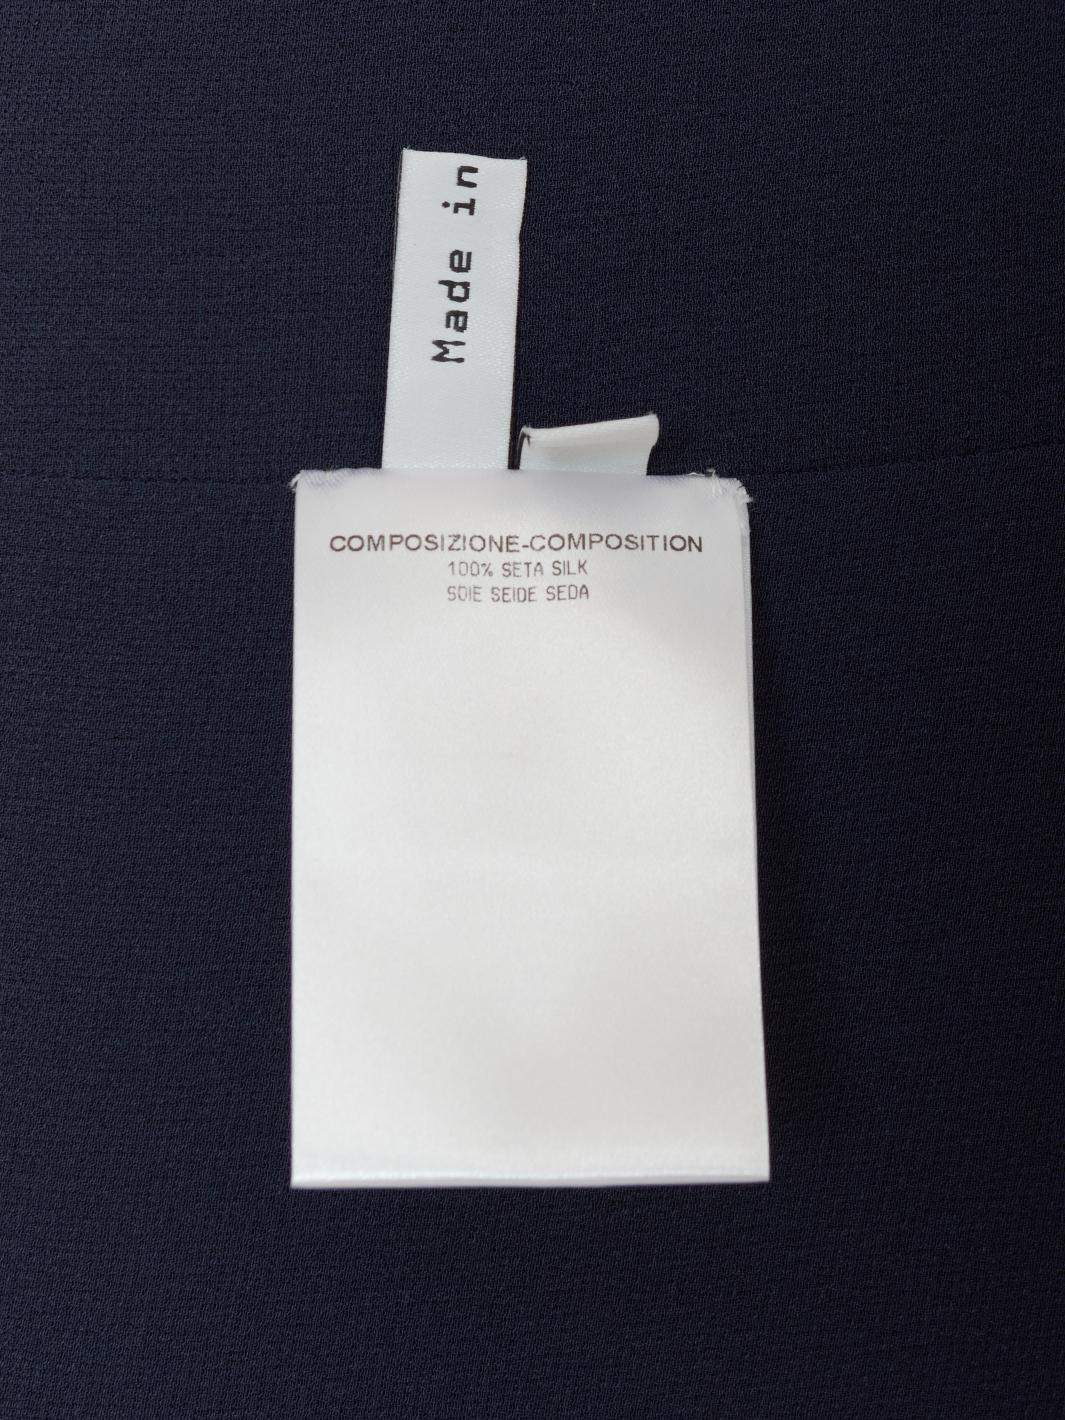 Made in
COMPOSIZIONE-COMPOSITION
100% SETA SILK
SOIE SEIDE SEDA